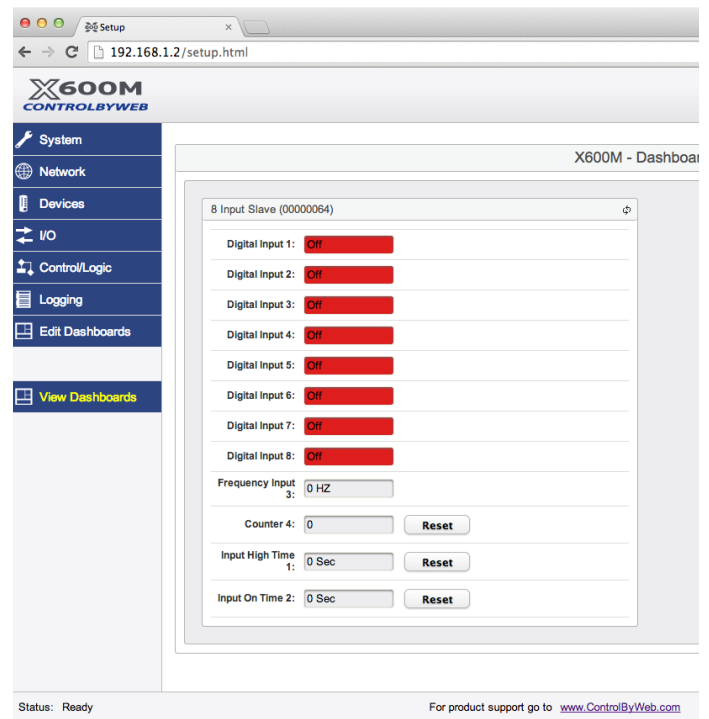 Setup
192.168.1.2/setup.html
X600M
CONTROLBYWEB
System
Network
Devices
I/O
Control/Logic
Logging
Edit Dashboards
View Dashboards
X600M - Dashboar
8 Input Slave (00000064)
Digital Input 1: Off
Digital Input 2: Off
Digital Input 3: Off
Digital Input 4: Off
Digital Input 5: Off
Digital Input 6: Off
Digital Input 7: Off
Digital Input 8: Off
Frequency Input
3: 0 HZ
Counter 4: 0 Reset
Input High Time
1: 0 Sec Reset
Input On Time 2: 0 Sec Reset
Status: Ready For product support go to www.ControlByWeb.com